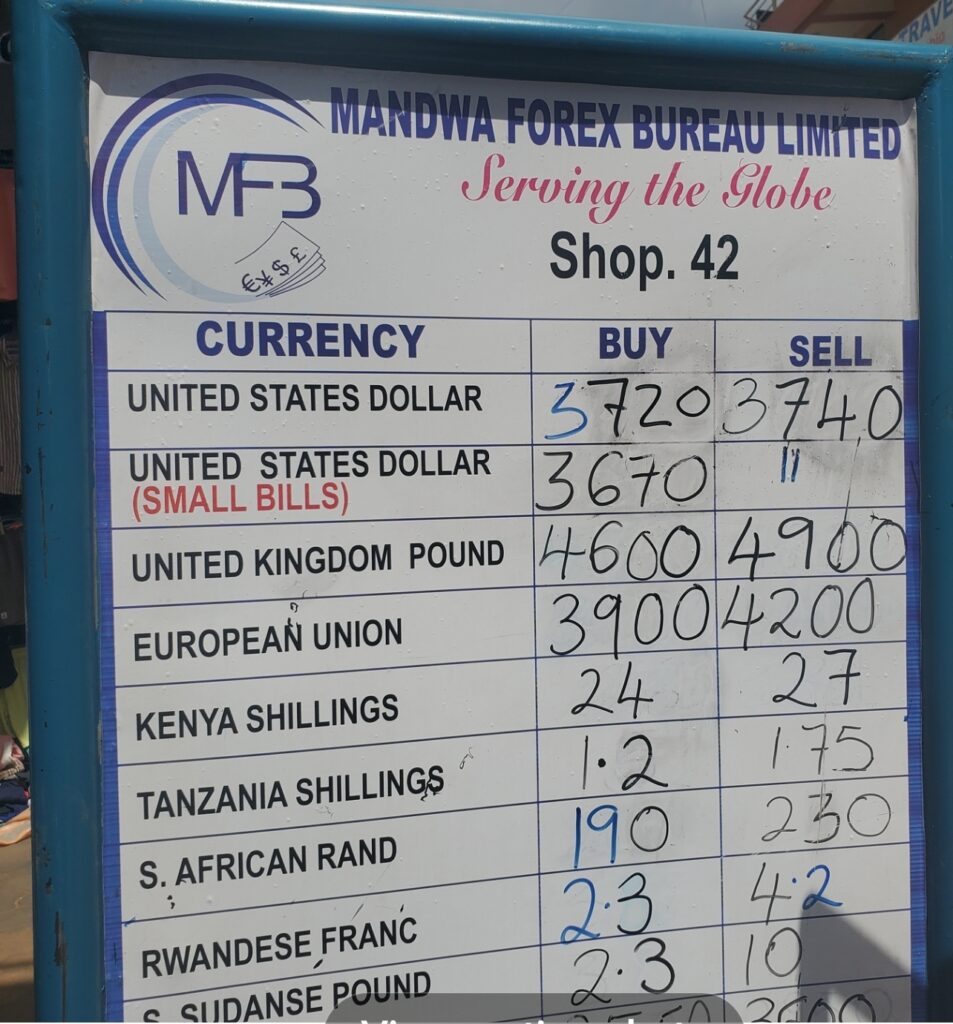 TRAVE
MANDWA FOREX BUREAU LIMITED
MFB
Serving the Globe
€¥$£
Shop. 42
CURRENCY BUY SELL
UNITED STATES DOLLAR 3720 3740
UNITED STATES DOLLAR 3670 "
(SMALL BILLS)
UNITED KINGDOM POUND 4600 4900
EUROPEAN UNION 3900 4200
KENYA SHILLINGS 24 27
TANZANIA SHILLINGS 1.2 1.75
S. AFRICAN RAND 190 230
RWANDESE FRANC 2.3 4.2
S. SUDANSE POUND 2.3 10
3600